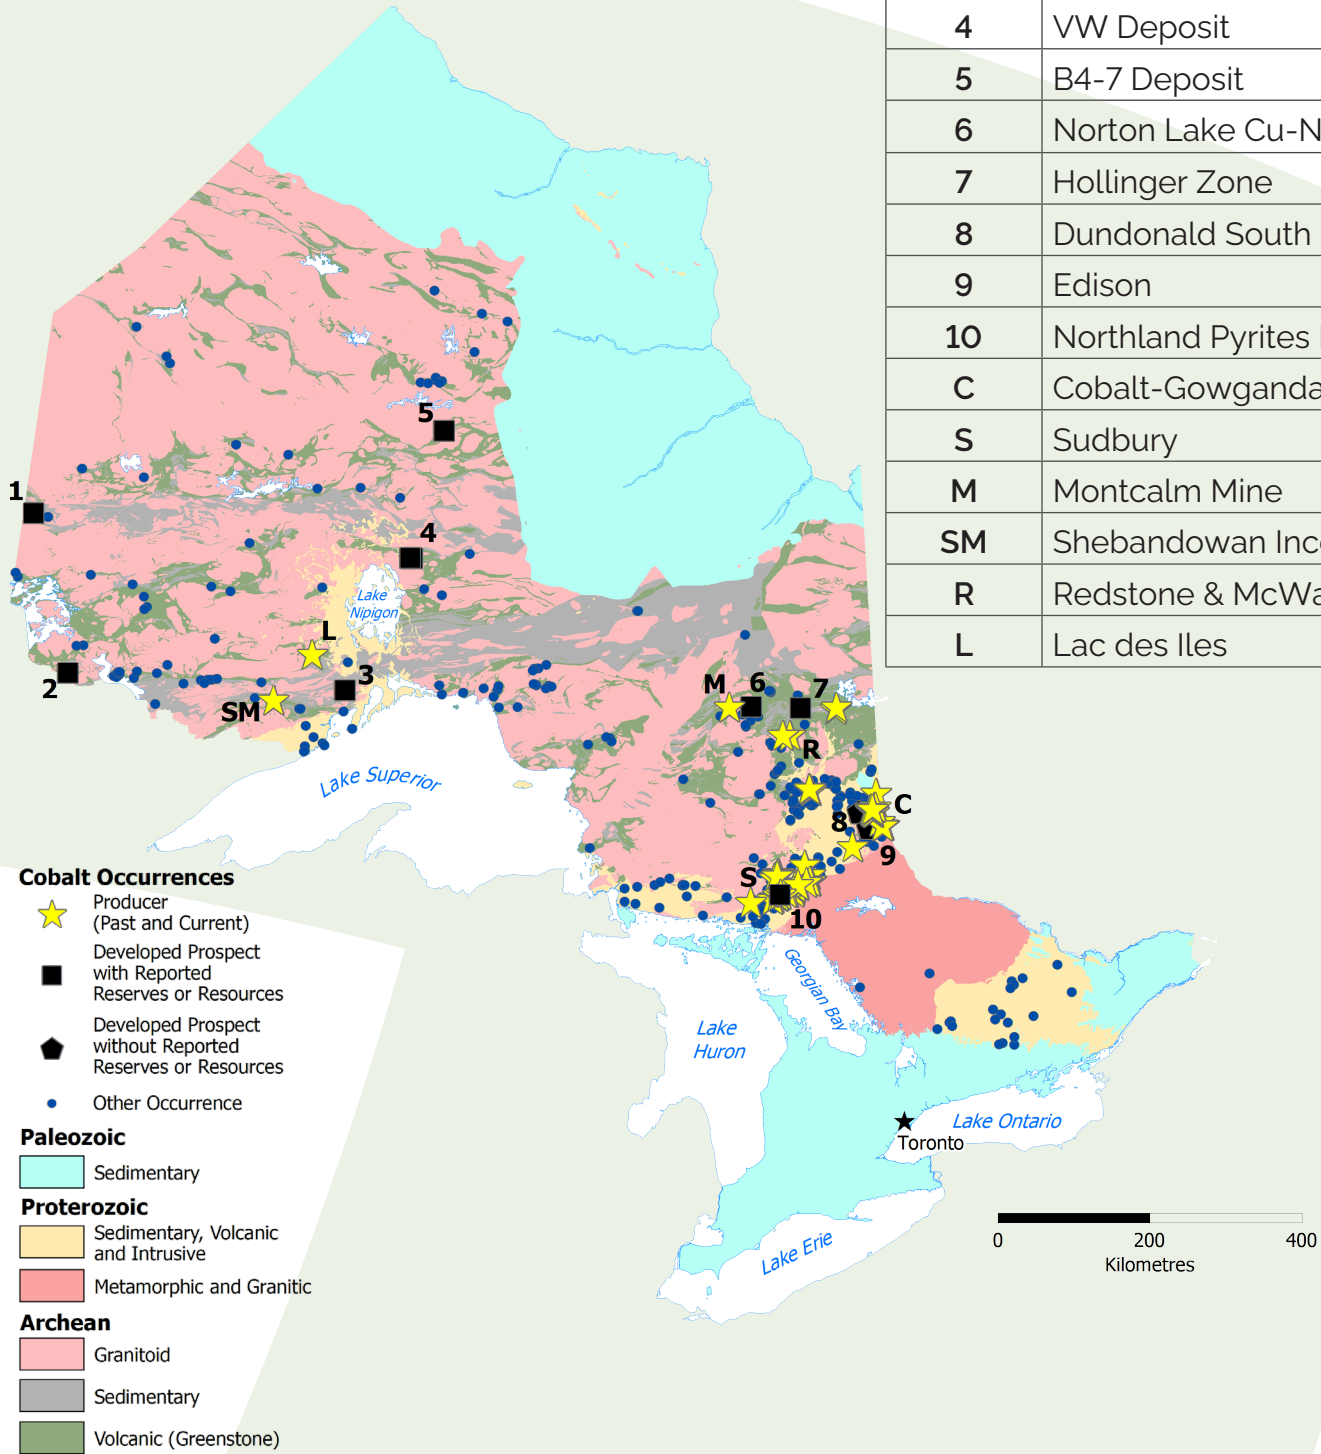 4 VW Deposit
5 B4-7 Deposit
6 Norton Lake Cu-N
7 Hollinger Zone
8 Dundonald South
9 Edison
10 Northland Pyrites
C Cobalt-Gowganda
S Sudbury
M Montcalm Mine
SM Shebandowan Inc
R Redstone & McWa
L Lac des Iles
5
1
4
Lake
Nipigon
L
2
3
SM
M
6
7
R
Lake Superior
C
8
9
S
10
Georgian Bay
Lake
Huron
Lake Ontario
Toronto
Lake Erie
0 200 400
Kilometres
Cobalt Occurrences
Producer
(Past and Current)
Developed Prospect
with Reported
Reserves or Resources
Developed Prospect
without Reported
Reserves or Resources
Other Occurrence
Paleozoic
Sedimentary
Proterozoic
Sedimentary, Volcanic
and Intrusive
Metamorphic and Granitic
Archean
Granitoid
Sedimentary
Volcanic (Greenstone)